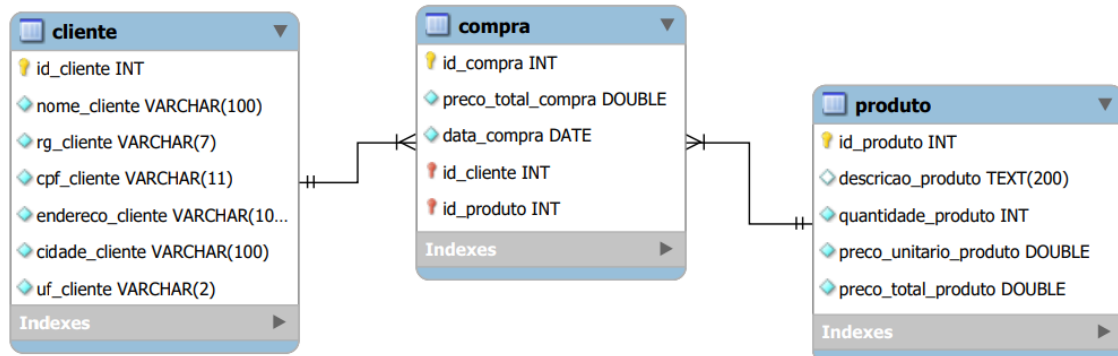 cliente
id_cliente INT
nome_cliente VARCHAR(100)
rg_cliente VARCHAR(7)
cpf_cliente VARCHAR(11)
endereco_cliente VARCHAR(10...
cidade_cliente VARCHAR(100)
uf_cliente VARCHAR(2)
Indexes
compra
id_compra INT
preco_total_compra DOUBLE
data_compra DATE
id_cliente INT
id_produto INT
Indexes
produto
id_produto INT
descricao_produto TEXT(200)
quantidade_produto INT
preco_unitario_produto DOUBLE
preco_total_produto DOUBLE
Indexes